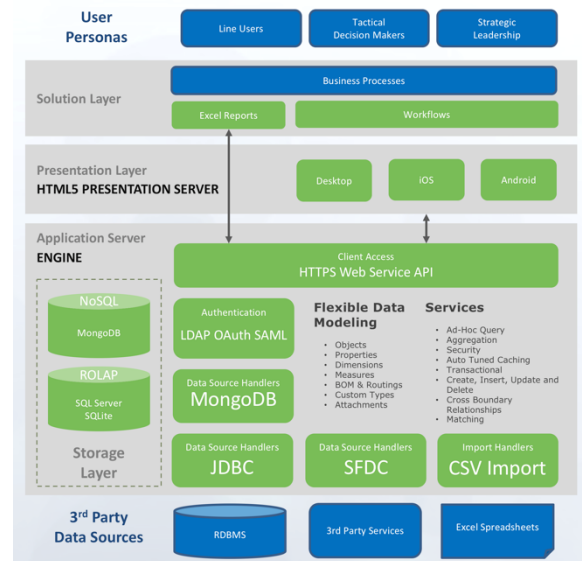 User
Personas
Line Users
Tactical
Decision Makers
Strategic
Leadership
Solution Layer
Business Processes
Excel Reports
Workflows
Presentation Layer
HTML5 PRESENTATION SERVER
Desktop
iOS
Android
Application Server
ENGINE
Client Access
HTTPS Web Service API
NoSQL
MongoDB
ROLAP
SQL Server
SQLite
Storage
Layer
Authentication
LDAP OAuth SAML
Data Source Handlers
MongoDB
Flexible Data
Modeling
• Objects
• Properties
• Dimensions
• Measures
• BOM & Routings
• Custom Types
• Attachments
Services
• Ad-Hoc Query
• Aggregation
• Security
• Auto Tuned Caching
• Transactional
• Create, Insert, Update and
Delete
• Cross Boundary
Relationships
• Matching
Data Source Handlers
JDBC
Data Source Handlers
SFDC
Import Handlers
CSV Import
3rd Party
Data Sources
RDBMS
3rd Party Services
Excel Spreadsheets